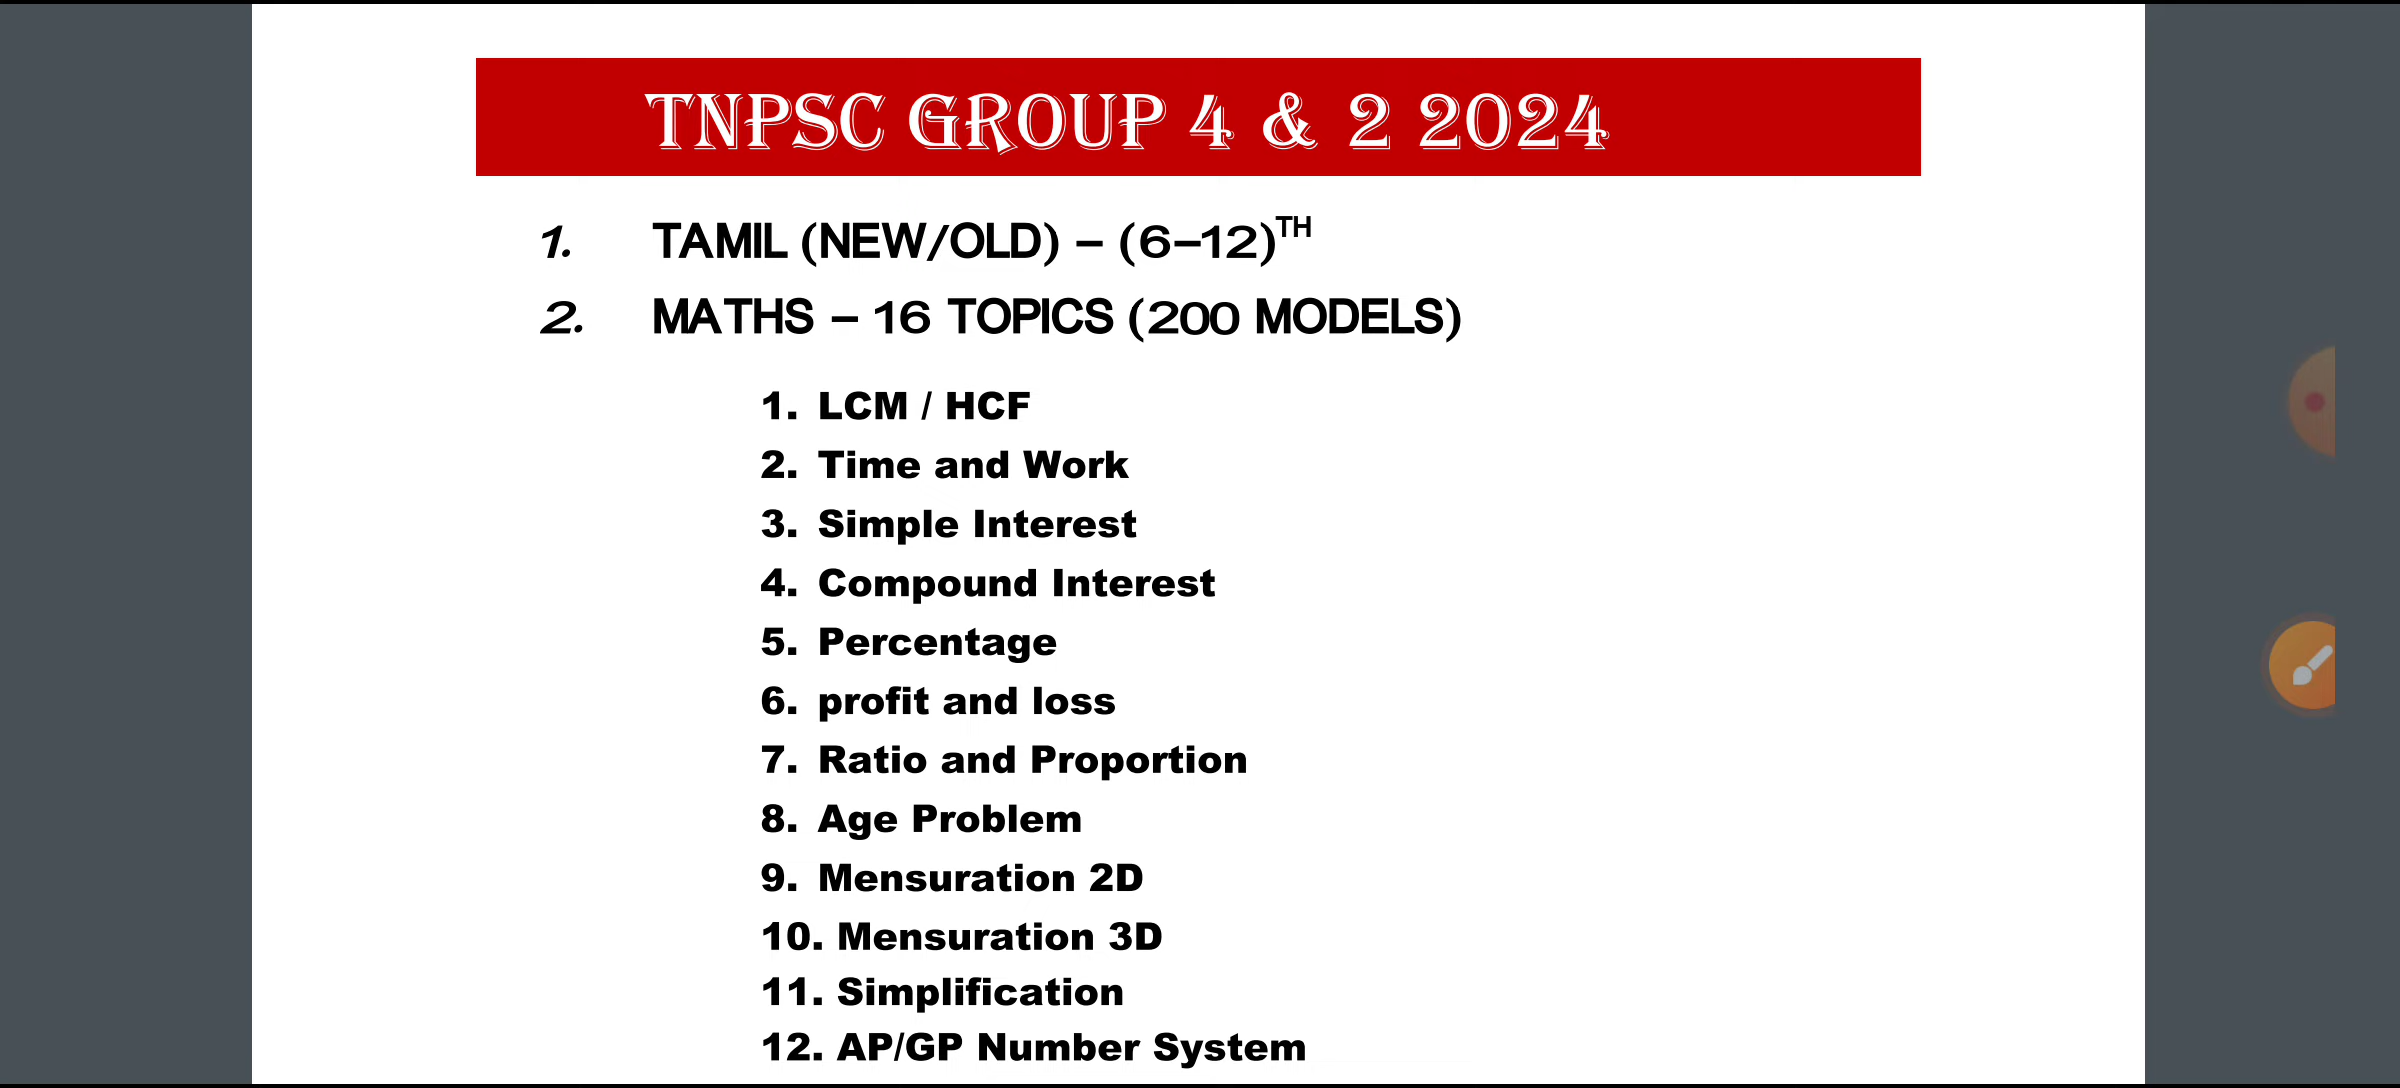 TNPSC GROUP 4 & 2 2024
1. TAMIL (NEW/OLD) – (6–12)TH
2. MATHS – 16 TOPICS (200 MODELS)
1. LCM / HCF
2. Time and Work
3. Simple Interest
4. Compound Interest
5. Percentage
6. profit and loss
7. Ratio and Proportion
8. Age Problem
9. Mensuration 2D
10. Mensuration 3D
11. Simplification
12. AP/GP Number System